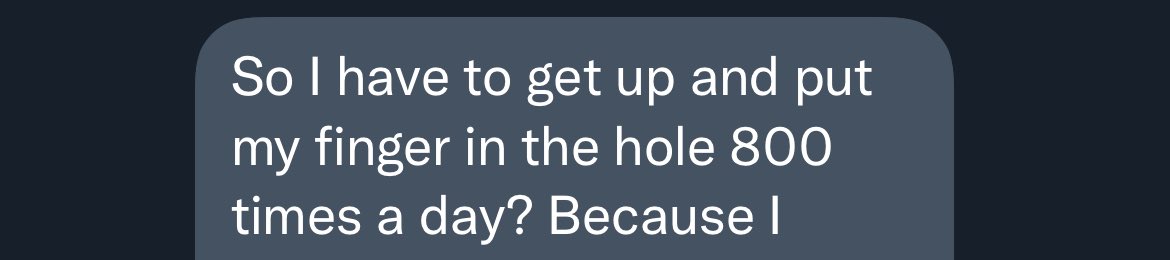 So I have to get up and put
my finger in the hole 800
times a day? Because I